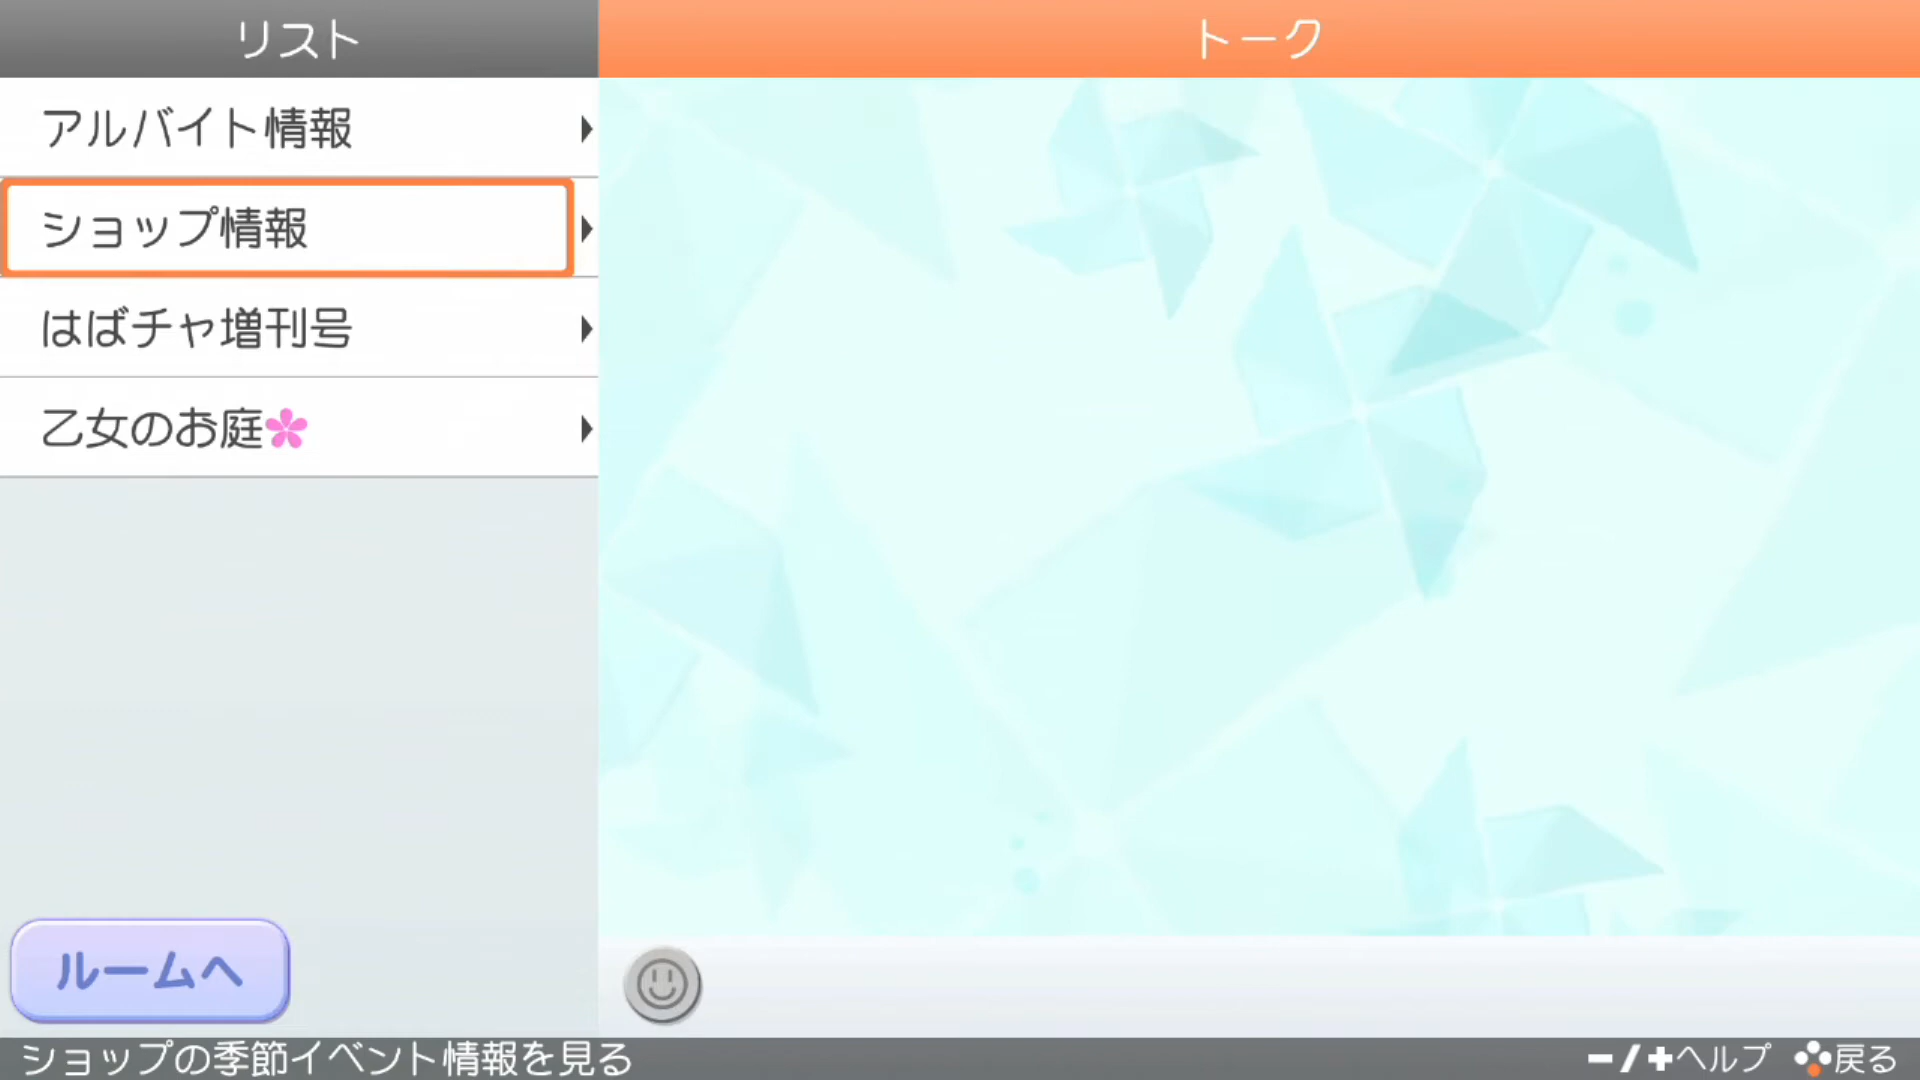 リスト
トーク
アルバイト情報
ショップ情報
はばチャ増刊号
乙女のお庭
ルームへ
ショップの季節イベント情報を見る
−/+ヘルプ 戻る